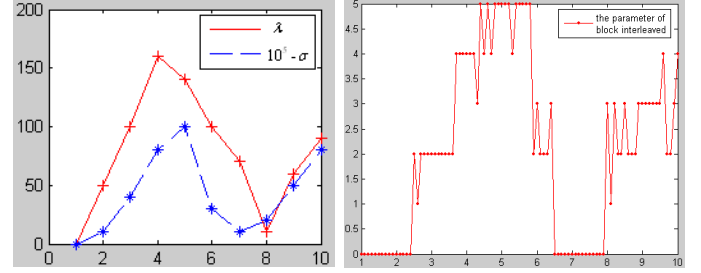 200
150
100
50
0
0 2 4 6 8 10
λ
10^5 - σ
5
4.5
4
3.5
3
2.5
2
1.5
1
0.5
0
1 2 3 4 5 6 7 8 9 10
the parameter of
block interleaved